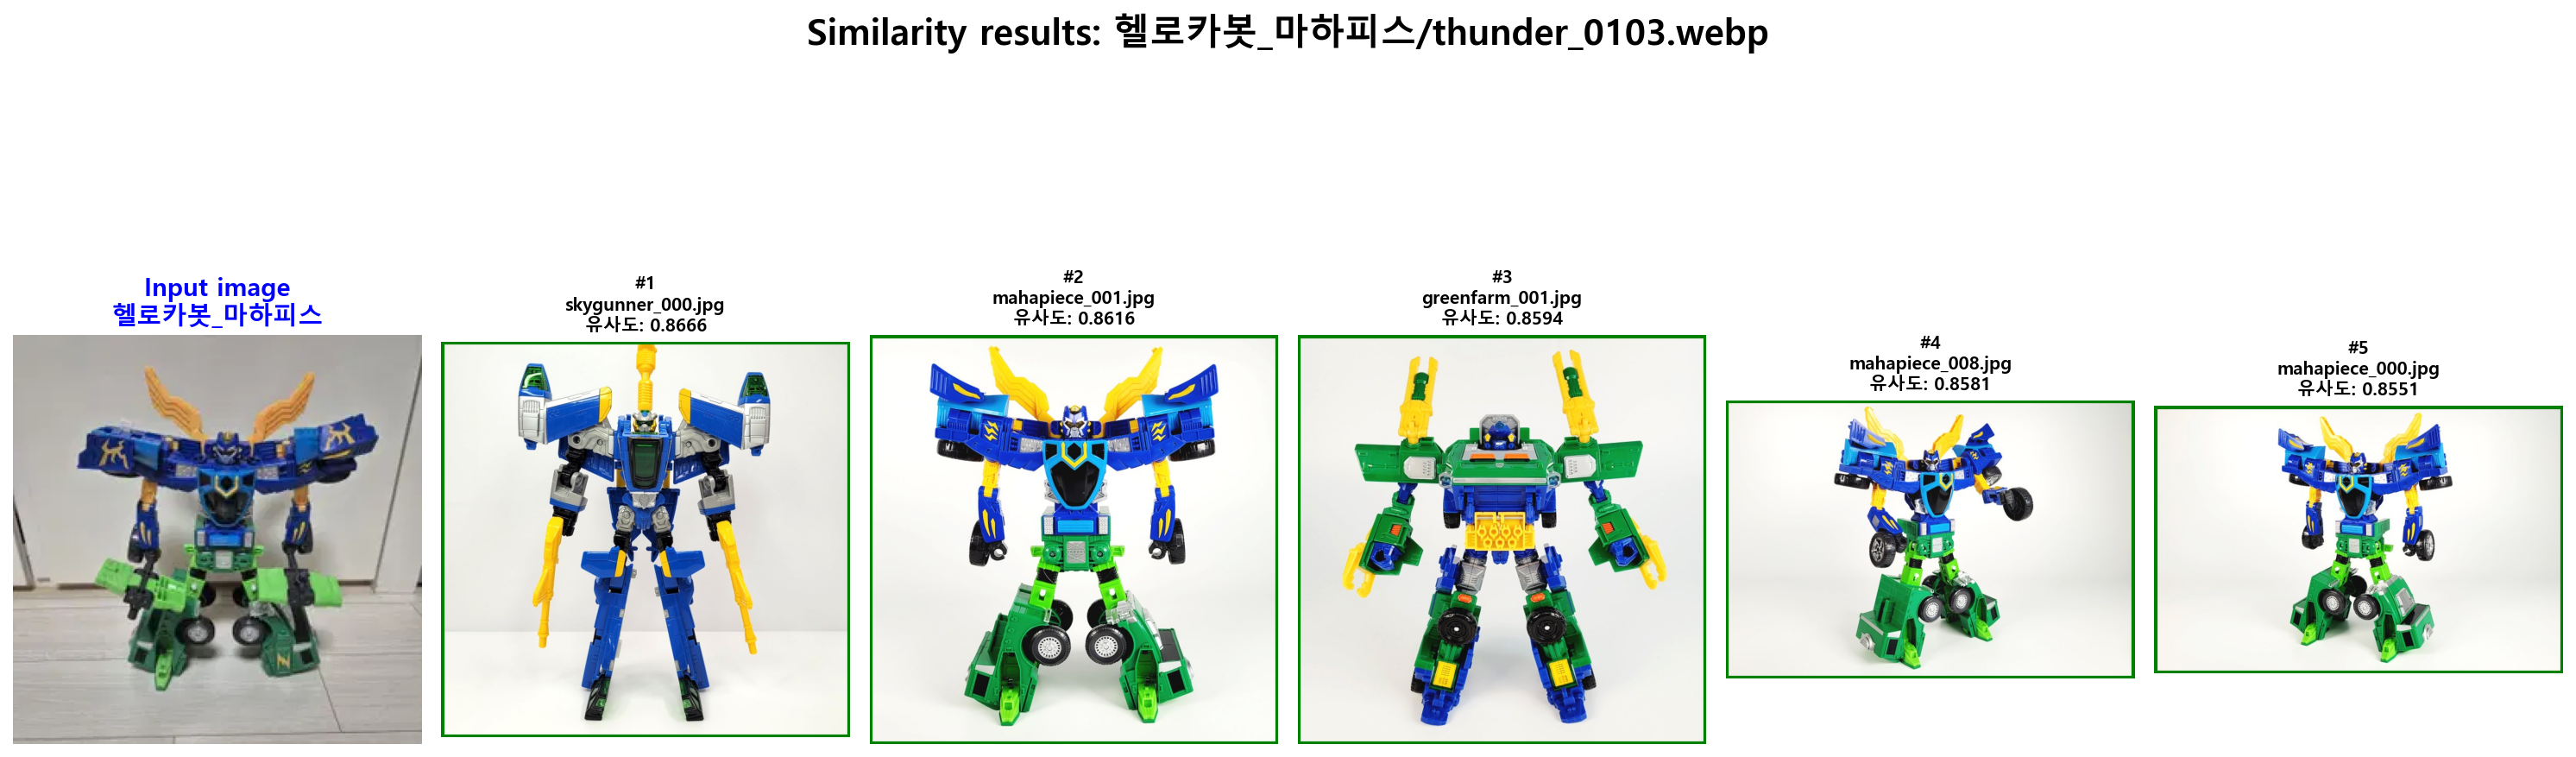 Similarity results: 헬로카봇_마하피스/thunder_0103.webp
Input image
헬로카봇_마하피스
#1
skygunner_000.jpg
유사도: 0.8666
#2
mahapiece_001.jpg
유사도: 0.8616
#3
greenfarm_001.jpg
유사도: 0.8594
#4
mahapiece_008.jpg
유사도: 0.8581
#5
mahapiece_000.jpg
유사도: 0.8551